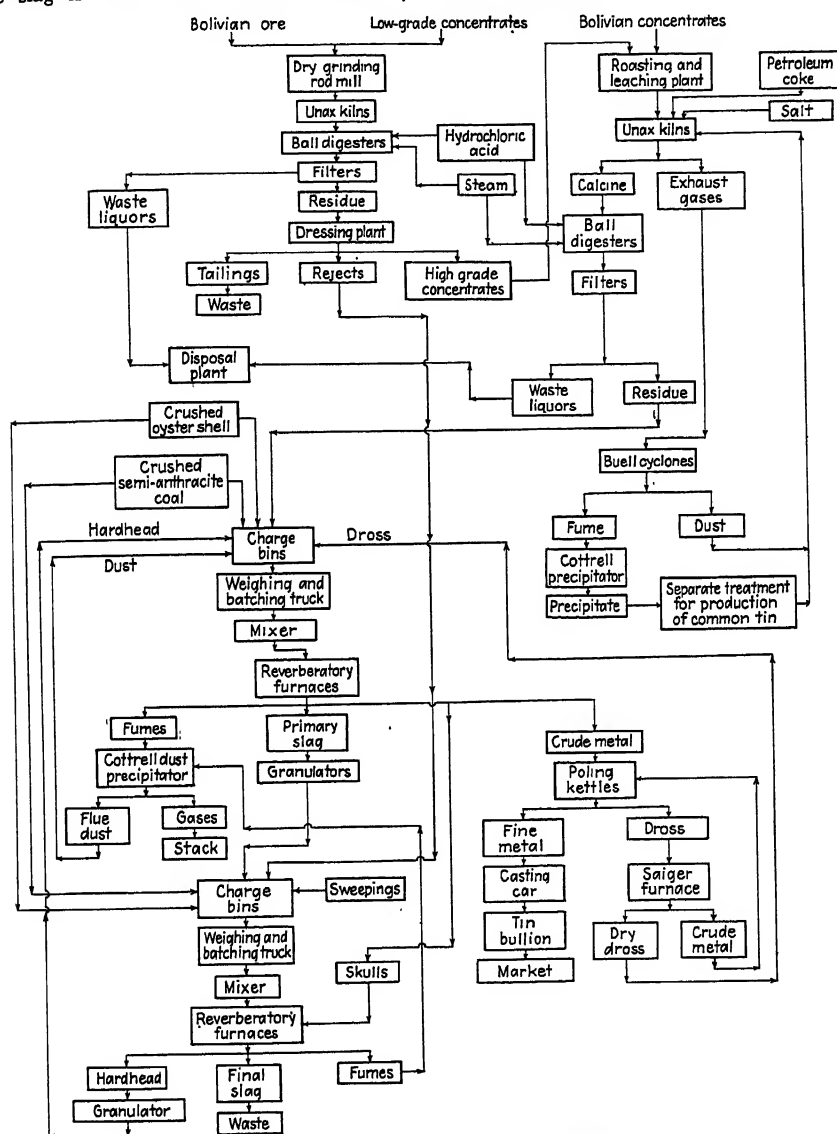 slag
Bolivian ore
Low-grade concentrates
Bolivian concentrates
Dry grinding
rod mill
Roasting and
leaching plant
Petroleum
coke
Unax kilns
Salt
Ball digesters
Hydrochloric
acid
Unax kilns
Filters
Steam
Calcine
Exhaust
gases
Waste
liquors
Residue
Dressing plant
Ball
digesters
Tailings
Rejects
High grade
concentrates
Filters
Waste
Disposal
plant
Waste
liquors
Residue
Crushed
oyster shell
Crushed
semi-anthracite
coal
Buell cyclones
Hardhead
Charge
bins
Dross
Dust
Fume
Dust
Weighing and
batching truck
Cottrell
precipitator
Mixer
Precipitate
Separate treatment
for production
of common tin
Reverberatory
furnaces
Fumes
Primary
slag
Crude metal
Cottrell dust
precipitator
Granulators
Poling
kettles
Flue
dust
Gases
Stack
Fine
metal
Dross
Charge
bins
Sweepings
Casting
car
Saiger
furnace
Weighing and
batching truck
Tin
bullion
Dry
dross
Crude
metal
Skulls
Market
Mixer
Reverberatory
furnaces
Hardhead
Final
slag
Fumes
Granulator
Waste